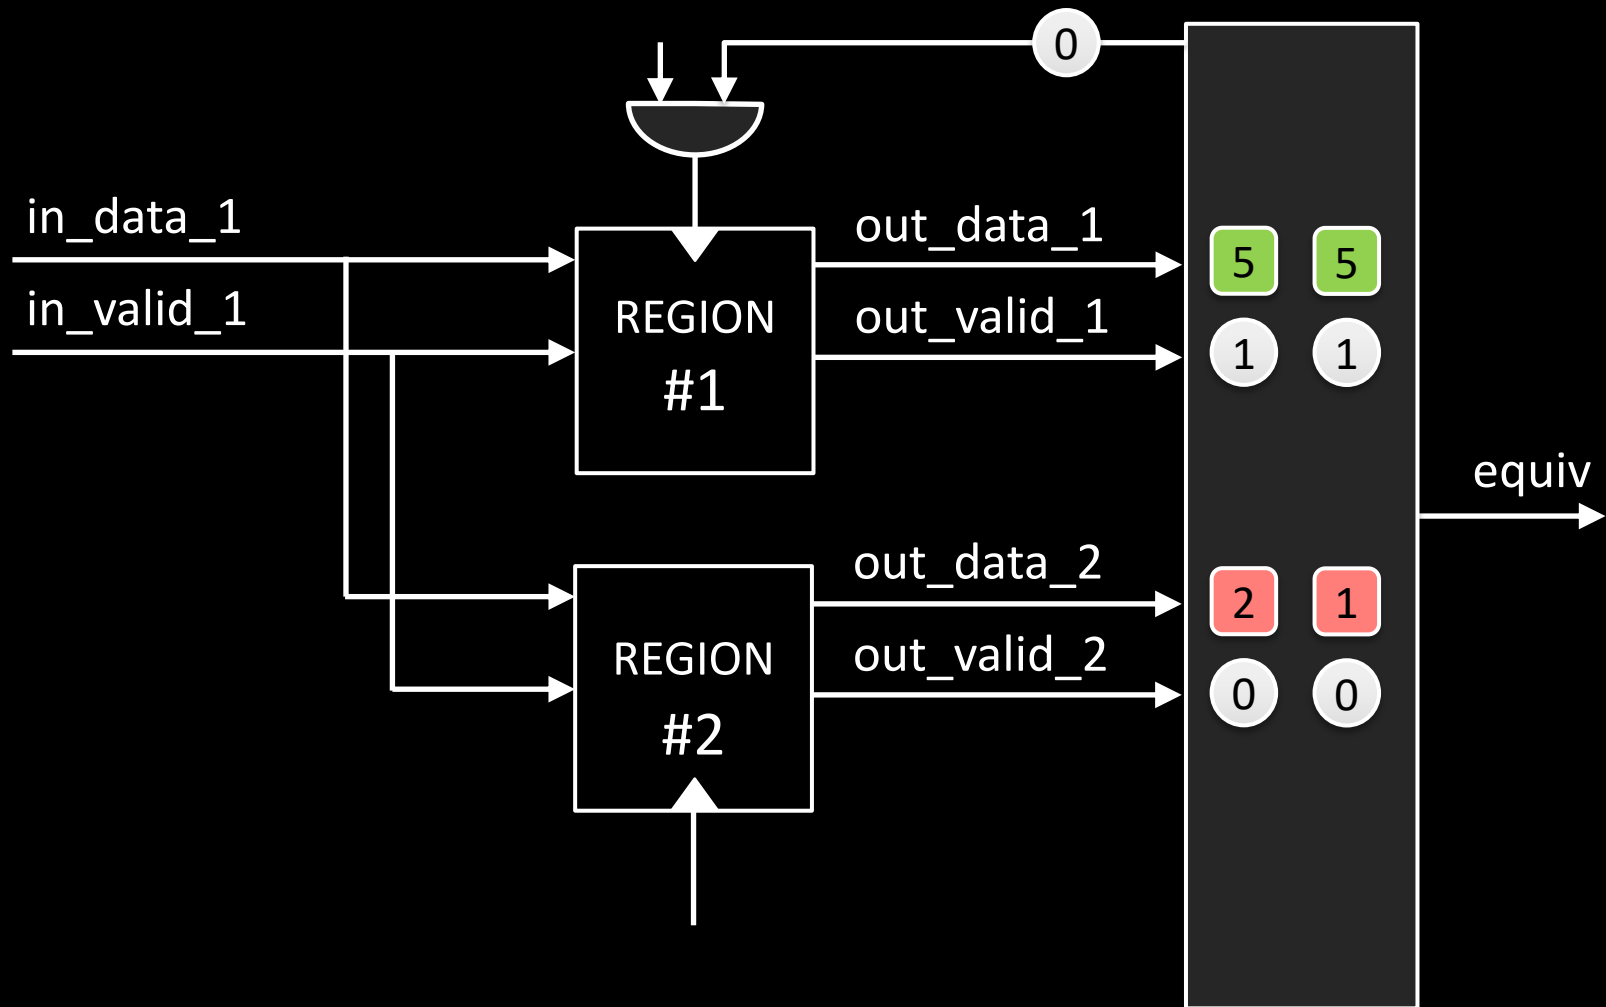 0
in_data_1
in_valid_1
REGION
#1
out_data_1
out_valid_1
5 5
1 1
equiv
REGION
#2
out_data_2
out_valid_2
2 1
0 0